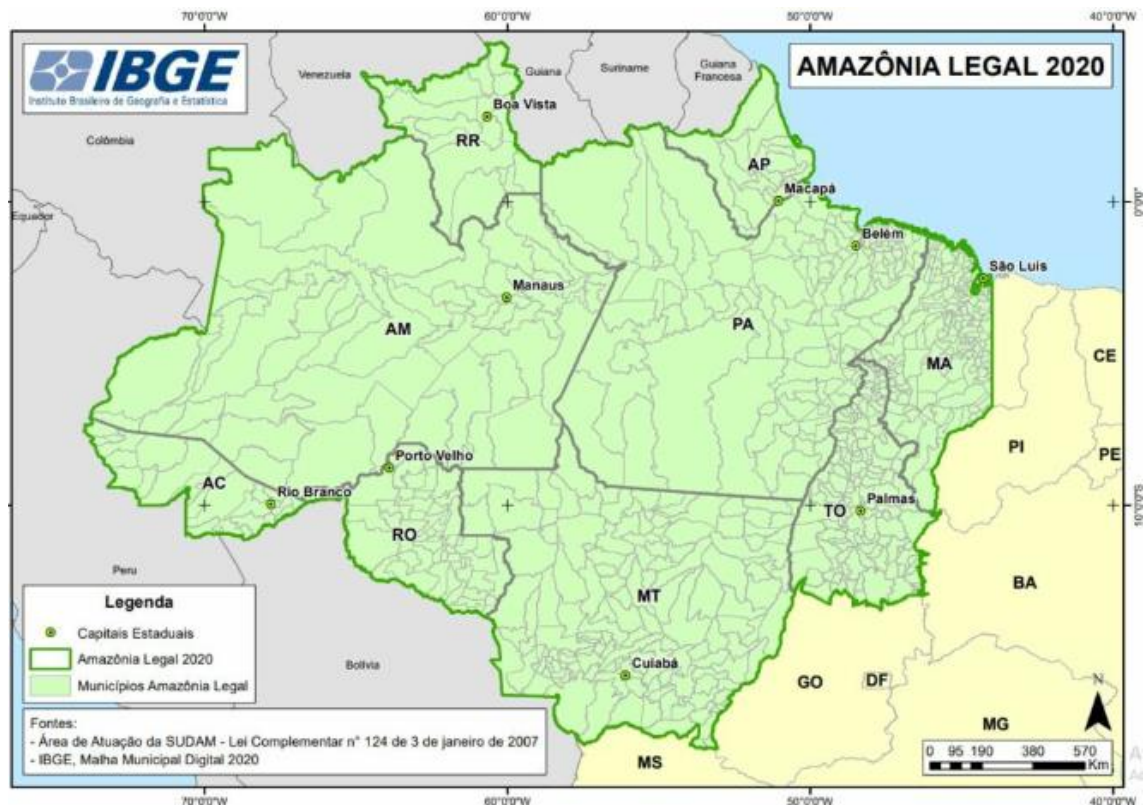 70°0'0"W
60°0'0"W
50°0'0"W
40°0'0"W
IBGE
Instituto Brasileiro de Geografia e Estatística
AMAZÔNIA LEGAL 2020
Venezuela
Guiana
Suriname
Guiana
Francesa
Colômbia
Boa Vista
RR
AP
Macapá
Equador
0°0'0"
Belém
São Luís
Manaus
AM
PA
MA
CE
PI
PE
Porto Velho
AC
Rio Branco
RO
TO
Palmas
10°0'0"S
Peru
MT
BA
Legenda
Capitais Estaduais
Amazônia Legal 2020
Municípios Amazônia Legal
Bolívia
Cuiabá
GO
DF
N
MG
MS
Fontes:
- Área de Atuação da SUDAM - Lei Complementar n° 124 de 3 de janeiro de 2007
- IBGE, Malha Municipal Digital 2020
0 95 190 380 570
Km
70°0'0"W
60°0'0"W
50°0'0"W
40°0'0"W